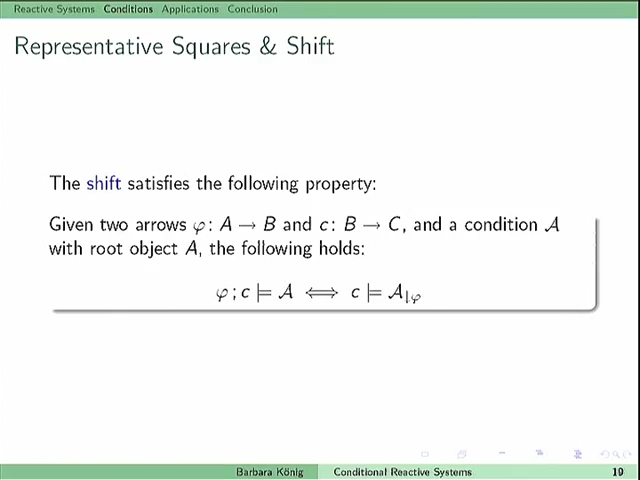 Reactive Systems Conditions Applications Conclusion
Representative Squares & Shift
The shift satisfies the following property:
Given two arrows φ: A → B and c: B → C, and a condition 𝒜
with root object A, the following holds:
φ ; c ⊨ 𝒜 ⟺ c ⊨ 𝒜↓φ
Barbara König Conditional Reactive Systems 19